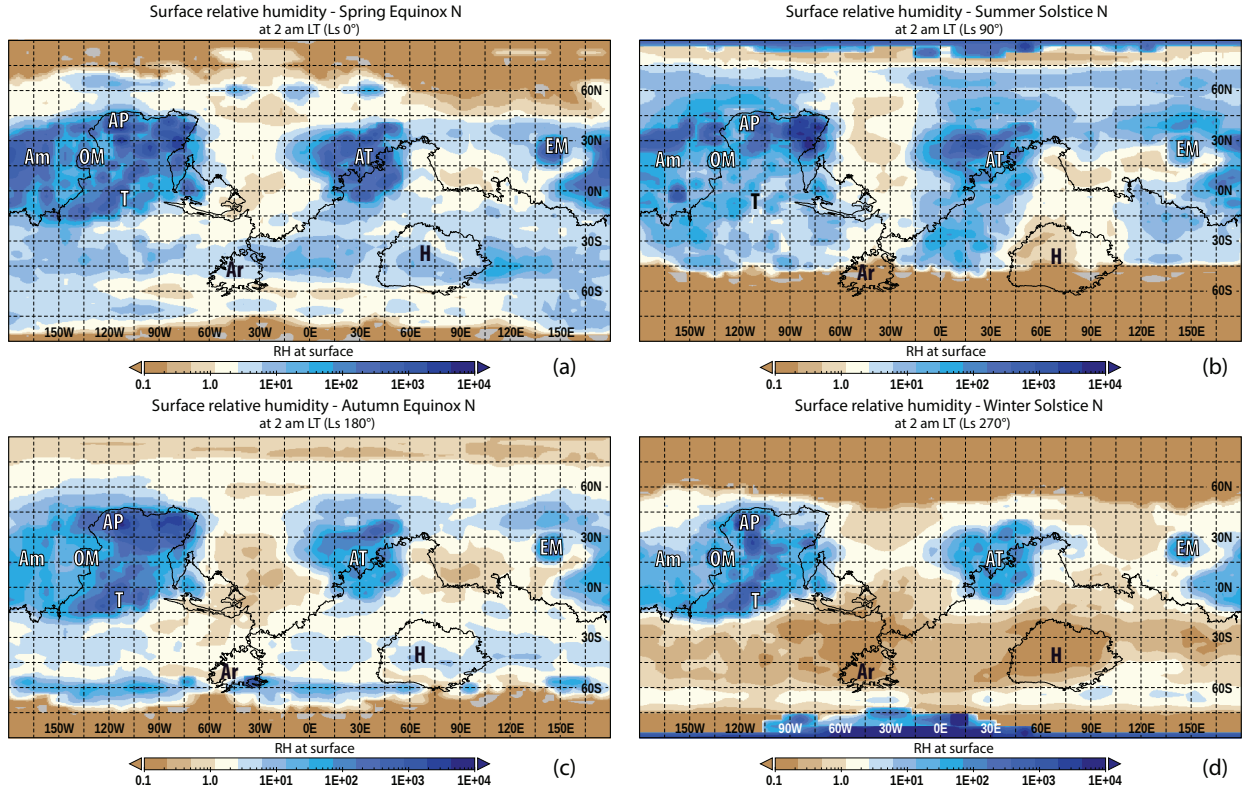 Surface relative humidity - Spring Equinox N
at 2 am LT (Ls 0°)
60N
AP
30N
Am
OM
AT
EM
0N
T
30S
H
Ar
60S
150W 120W 90W 60W 30W 0E 30E 60E 90E 120E 150E
RH at surface
0.1 1.0 1E+01 1E+02 1E+03 1E+04
(a)
Surface relative humidity - Summer Solstice N
at 2 am LT (Ls 90°)
60N
AP
30N
Am
OM
AT
EM
0N
T
30S
H
Ar
60S
150W 120W 90W 60W 30W 0E 30E 60E 90E 120E 150E
RH at surface
0.1 1.0 1E+01 1E+02 1E+03 1E+04
(b)
Surface relative humidity - Autumn Equinox N
at 2 am LT (Ls 180°)
60N
AP
30N
Am
OM
AT
EM
0N
T
30S
H
Ar
60S
150W 120W 90W 60W 30W 0E 30E 60E 90E 120E 150E
RH at surface
0.1 1.0 1E+01 1E+02 1E+03 1E+04
(c)
Surface relative humidity - Winter Solstice N
at 2 am LT (Ls 270°)
60N
AP
30N
Am
OM
AT
EM
0N
T
30S
H
Ar
60S
150W 120W 90W 60W 30W 0E 30E 60E 90E 120E 150E
RH at surface
0.1 1.0 1E+01 1E+02 1E+03 1E+04
(d)